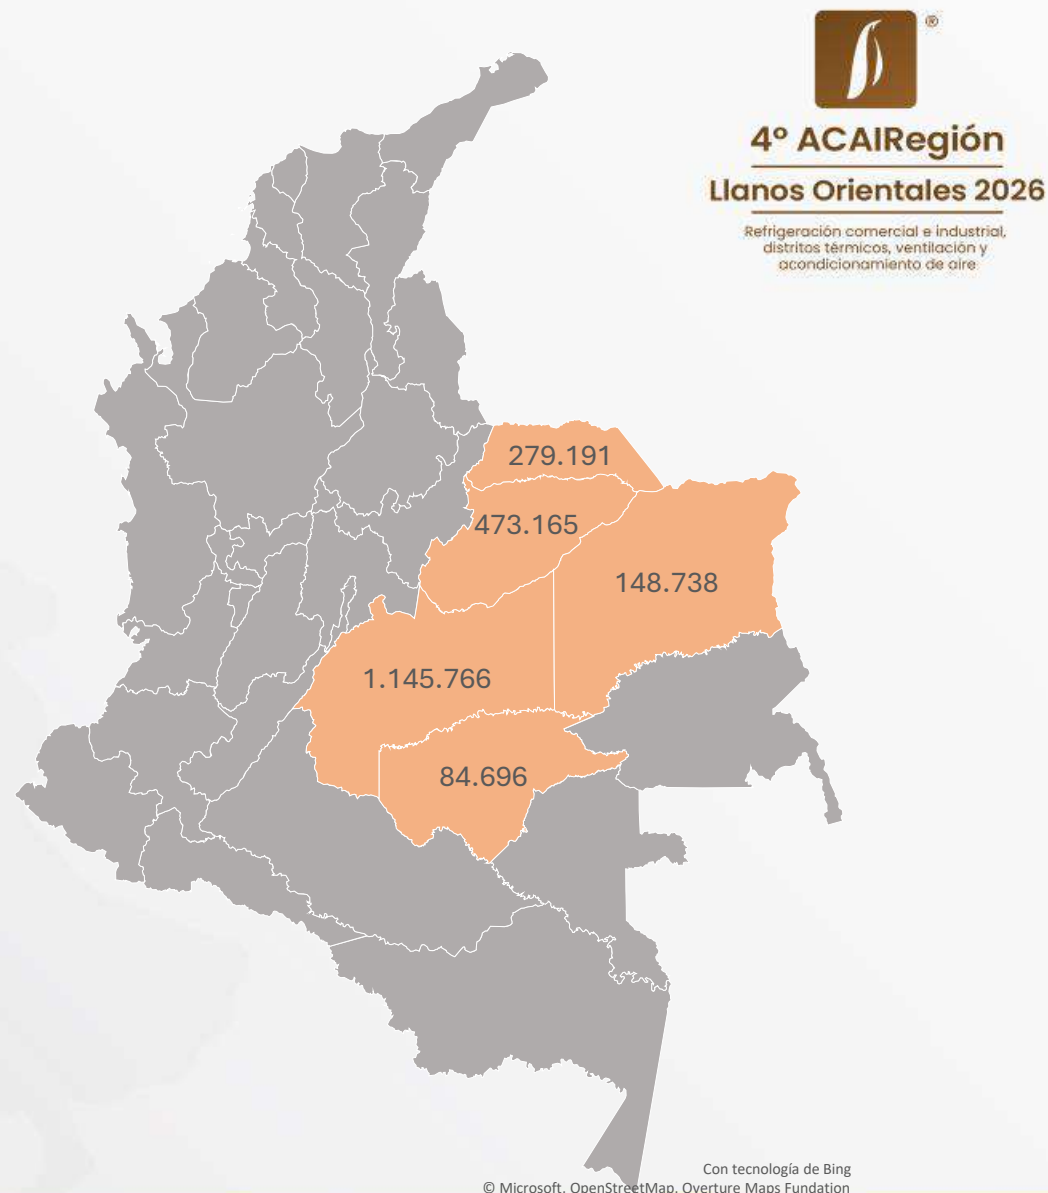 ®
4º ACAIRegión
Llanos Orientales 2026
Refrigeración comercial e industrial,
distritos térmicos, ventilación y
acondicionamiento de aire
279.191
473.165
148.738
1.145.766
84.696
Con tecnología de Bing
© Microsoft, OpenStreetMap, Overture Maps Fundation